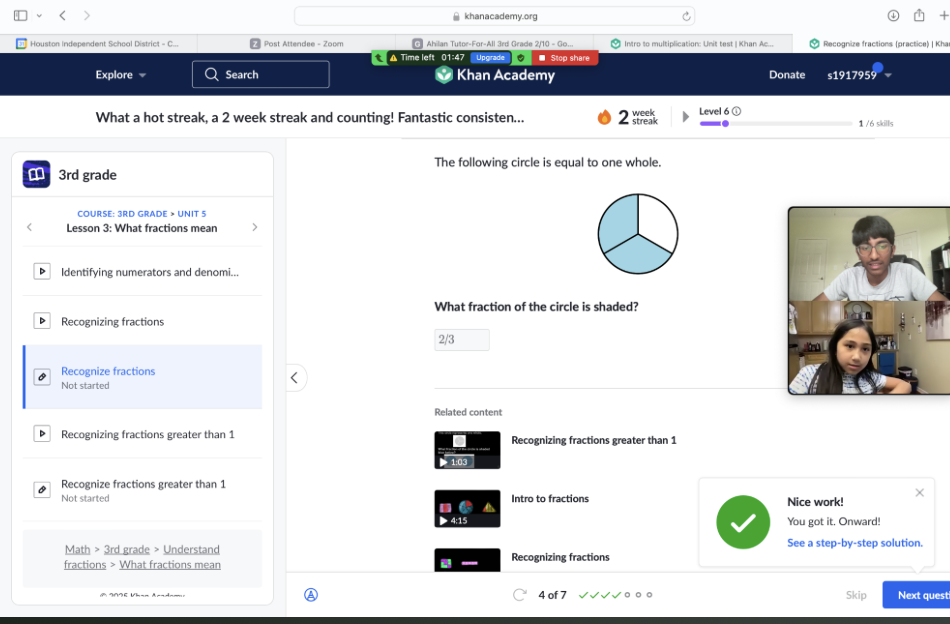 khanacademy.org
Houston Independent School District - C...
Post Attendee - Zoom
Ahilan Tutor-For-All 3rd Grade 2/10 - Go...
Intro to multiplication: Unit test | Khan Ac...
Recognize fractions (practice) | Kha
Time left 01:47 Upgrade Stop share
Explore
Search
Khan Academy
Donate
s1917959
What a hot streak, a 2 week streak and counting! Fantastic consisten...
2 week streak
Level 6
1 /6 skills
3rd grade
COURSE: 3RD GRADE > UNIT 5
Lesson 3: What fractions mean
Identifying numerators and denomi...
Recognizing fractions
Recognize fractions
Not started
Recognizing fractions greater than 1
Recognize fractions greater than 1
Not started
Math > 3rd grade > Understand
fractions > What fractions mean
© 2025 Khan Academy
The following circle is equal to one whole.
What fraction of the circle is shaded?
2/3
Related content
1:03
Recognizing fractions greater than 1
4:15
Intro to fractions
Recognizing fractions
Nice work!
You got it. Onward!
See a step-by-step solution.
4 of 7
Skip
Next questi